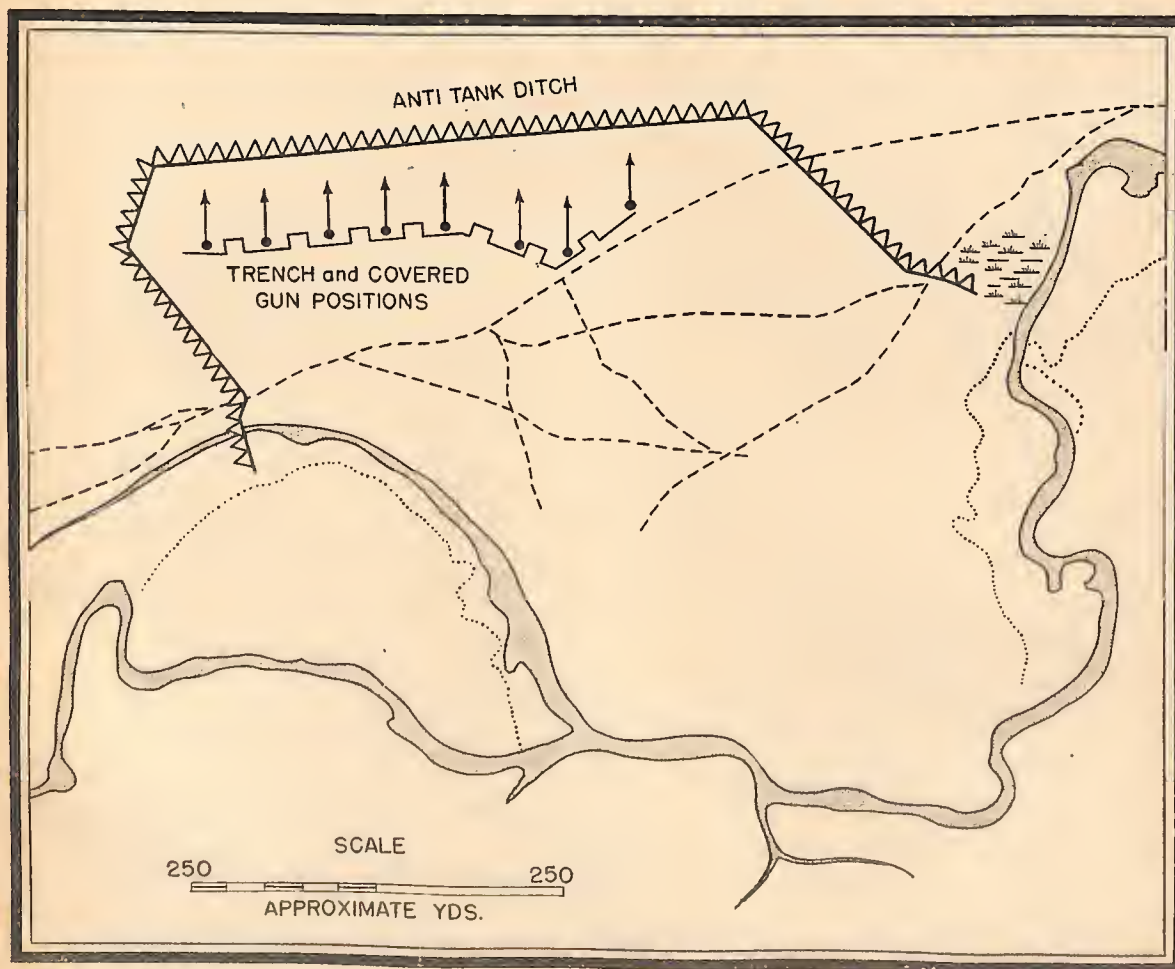 ANTI TANK DITCH
TRENCH and COVERED
GUN POSITIONS
SCALE
250 250
APPROXIMATE YDS.